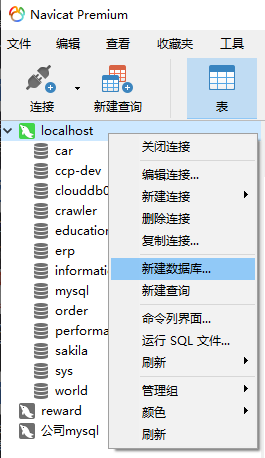 Navicat Premium
文件 编辑 查看 收藏夹 工具
连接 新建查询 表
localhost
car
ccp-dev
clouddb0
crawler
education
erp
informati
mysql
order
performa
sakila
sys
world
reward
公司mysql
关闭连接
编辑连接...
新建连接
删除连接
复制连接...
新建数据库...
新建查询
命令列界面...
运行 SQL 文件...
刷新
管理组
颜色
刷新